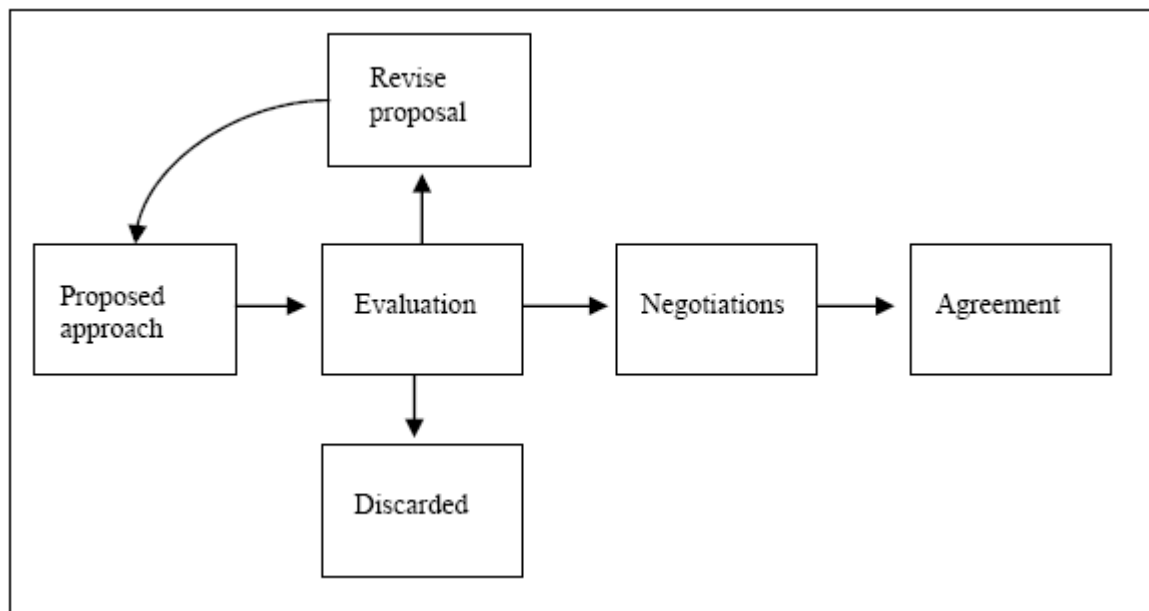 Revise
proposal
Proposed
approach
Evaluation
Negotiations
Agreement
Discarded